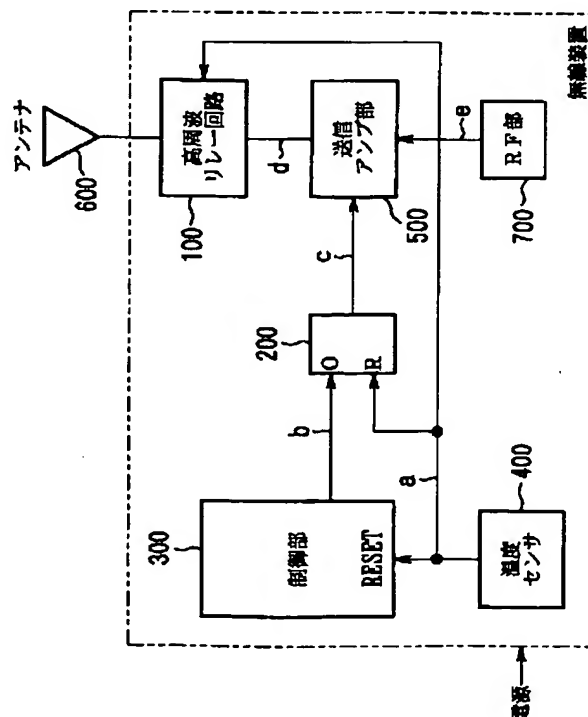 アンテナ
600
高周波
リレー回路
100
d
送信
アンプ部
500
c
200
O
R
b
300
制御部
RESET
a
400
温度
センサ
e
RF部
700
電源
無線装置